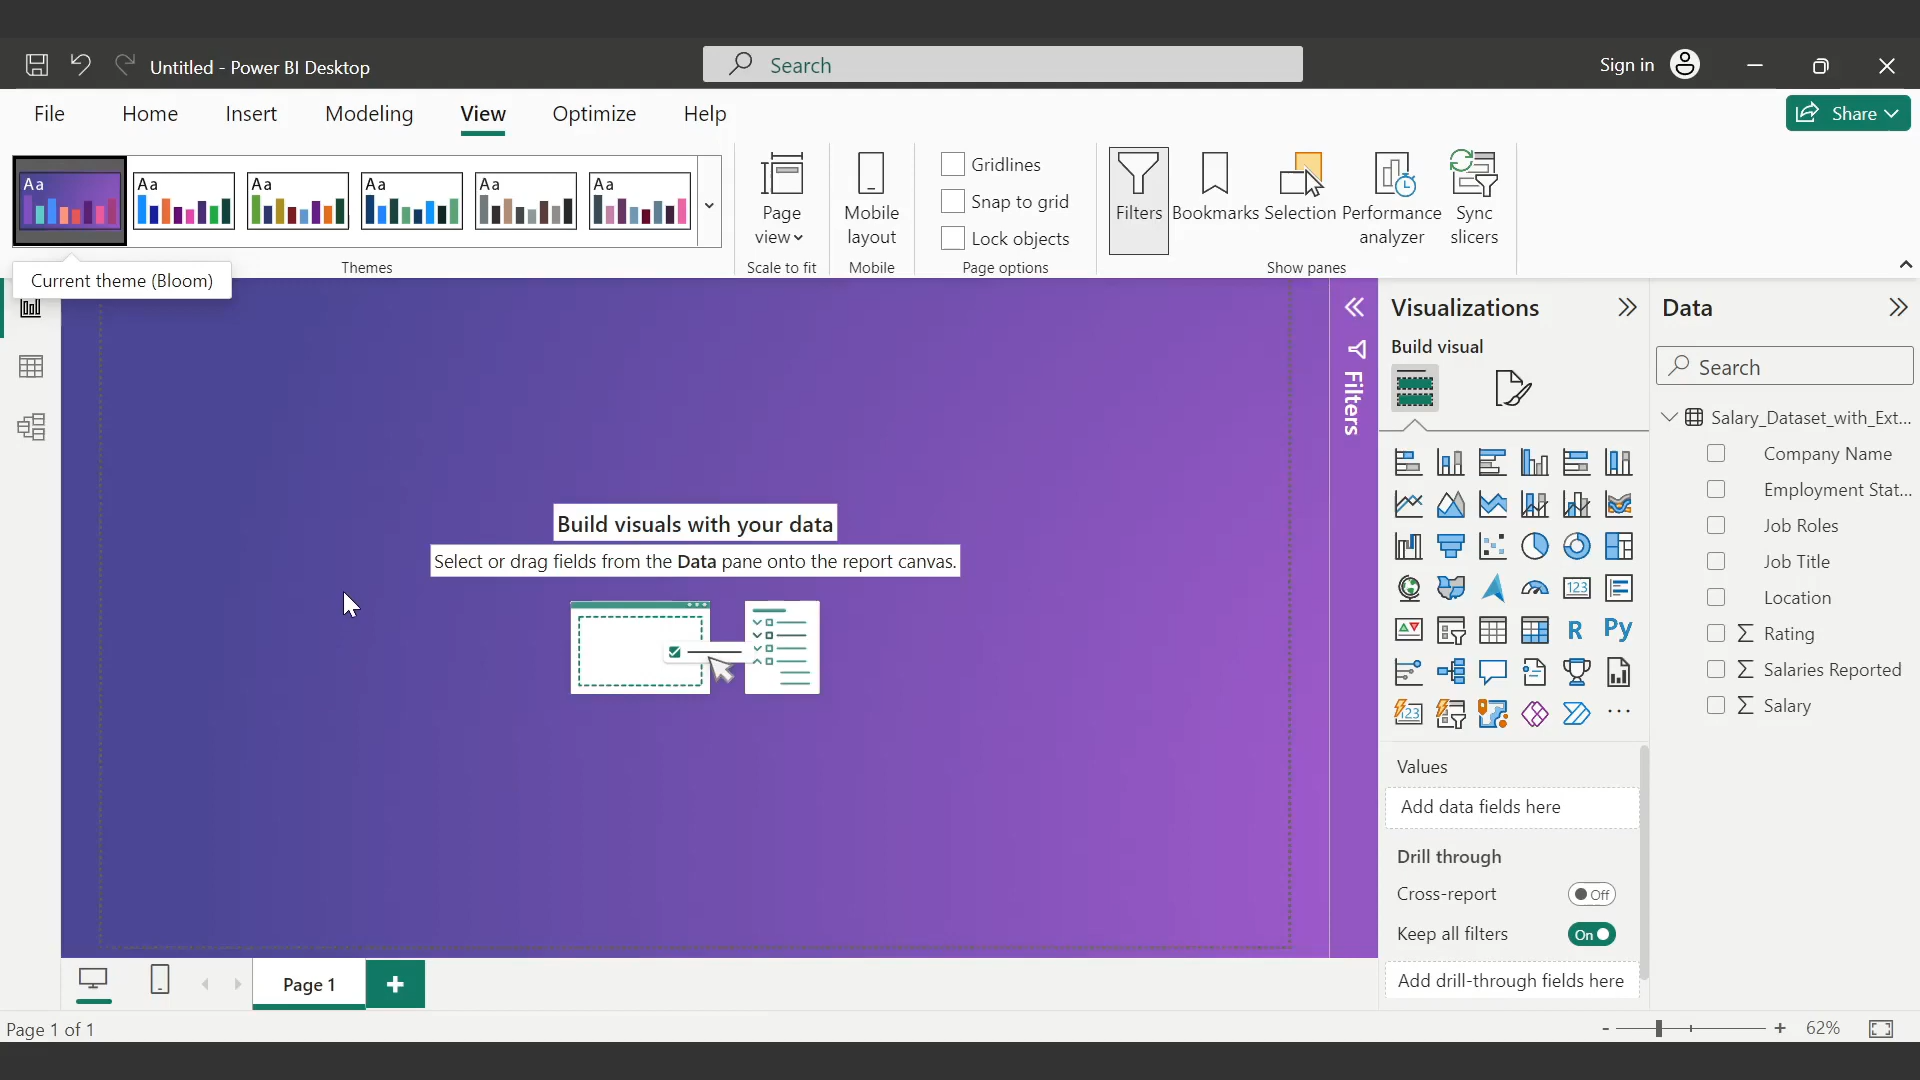 Untitled - Power BI Desktop
Search
Sign in
File
Home
Insert
Modeling
View
Optimize
Help
Share
Aa
Aa
Aa
Aa
Aa
Aa
Themes
Page
view
Scale to fit
Mobile
layout
Mobile
Gridlines
Snap to grid
Lock objects
Page options
Filters
Bookmarks
Selection
Performance
analyzer
Sync
slicers
Show panes
Current theme (Bloom)
Build visuals with your data
Select or drag fields from the Data pane onto the report canvas.
Filters
Visualizations
Build visual
123
R
Py
123
Values
Add data fields here
Drill through
Cross-report
Off
Keep all filters
On
Add drill-through fields here
Data
Search
Salary_Dataset_with_Ext...
Company Name
Employment Stat...
Job Roles
Job Title
Location
Σ Rating
Σ Salaries Reported
Σ Salary
Page 1
Page 1 of 1
62%